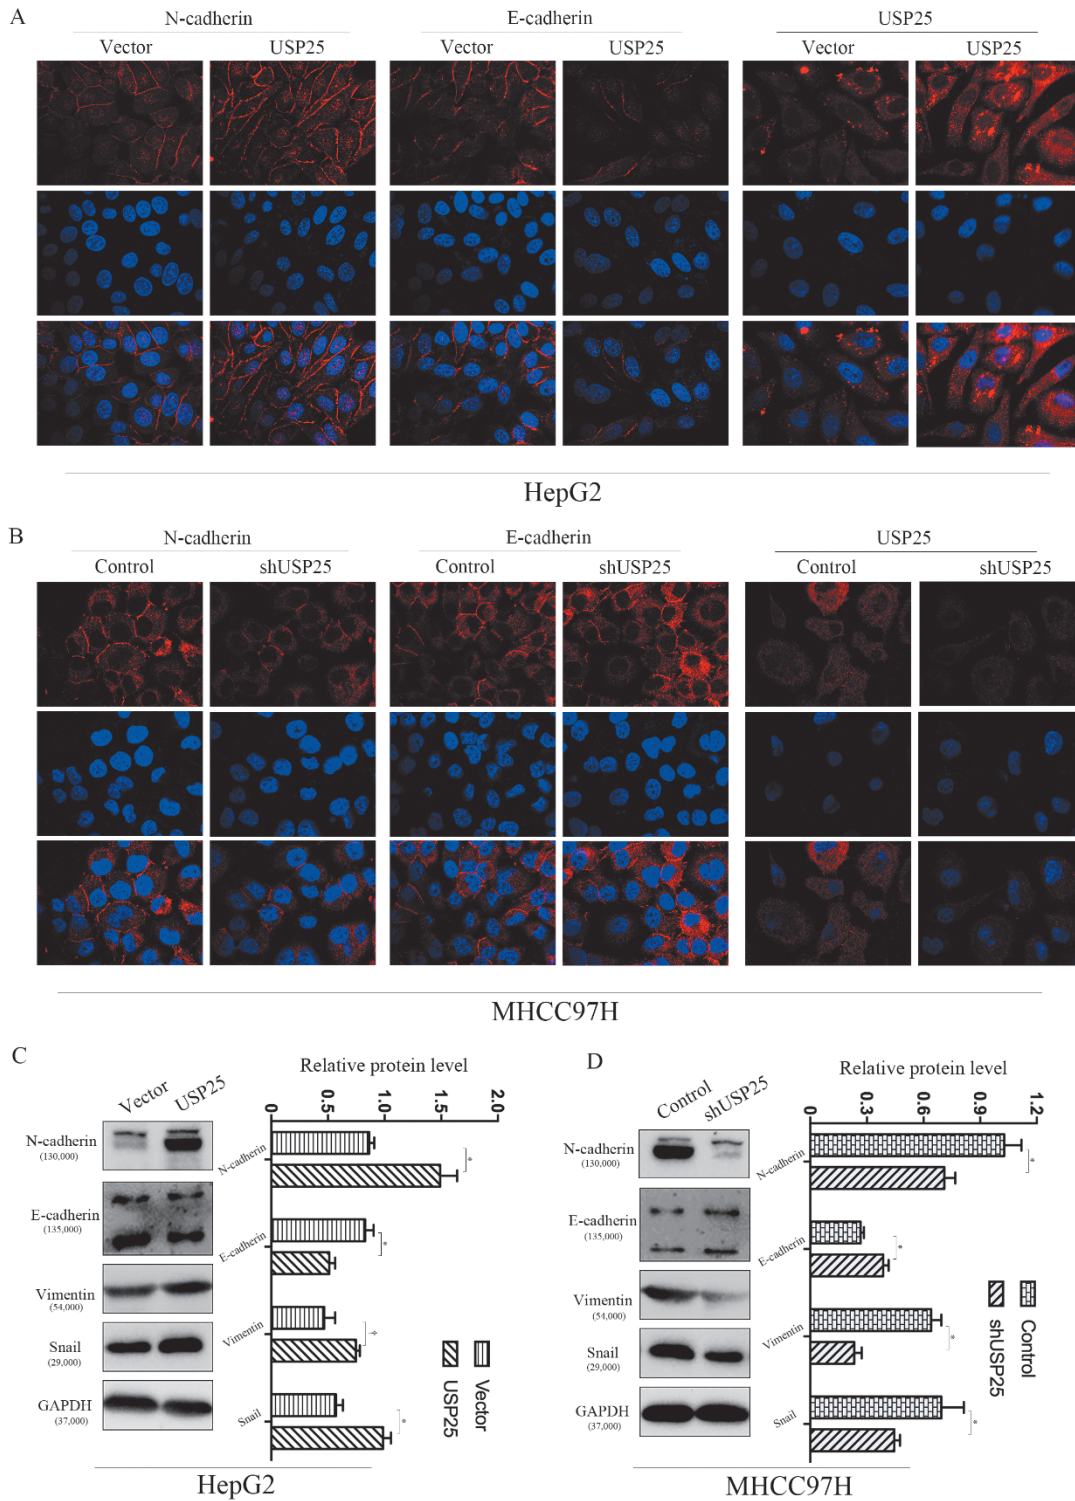 A
N-cadherin
E-cadherin
USP25
Vector
USP25
Vector
USP25
Vector
USP25
HepG2
B
N-cadherin
E-cadherin
USP25
Control
shUSP25
Control
shUSP25
Control
shUSP25
MHCC97H
C
Vector
USP25
N-cadherin
(130,000)
E-cadherin
(135,000)
Vimentin
(54,000)
Snail
(29,000)
GAPDH
(37,000)
Relative protein level
0
0.5
1.0
1.5
2.0
N-cadherin
*
E-cadherin
*
Vimentin
*
Snail
*
Vector
USP25
HepG2
D
Control
shUSP25
N-cadherin
(130,000)
E-cadherin
(135,000)
Vimentin
(54,000)
Snail
(29,000)
GAPDH
(37,000)
Relative protein level
0
0.3
0.6
0.9
1.2
N-cadherin
*
E-cadherin
*
Vimentin
*
Snail
*
Control
shUSP25
MHCC97H